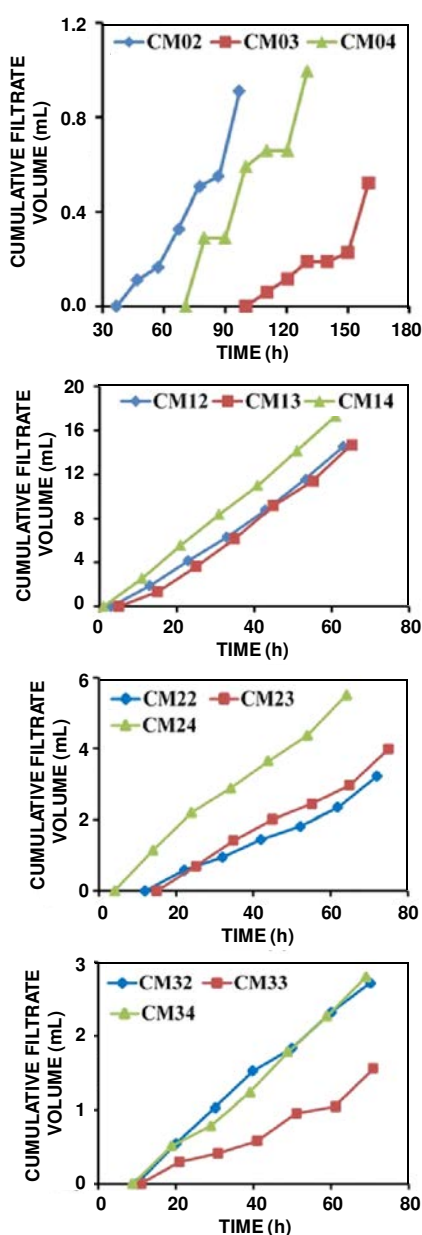 1.2
CM02 CM03 CM04
0.8
0.4
0.0
30 60 90 120 150 180
TIME (h)
CUMULATIVE FILTRATE
VOLUME (mL)
20
CM12 CM13 CM14
16
12
8
4
0
0 20 40 60 80
TIME (h)
CUMULATIVE FILTRATE
VOLUME (mL)
6
CM22 CM23
CM24
4
2
0
0 20 40 60 80
TIME (h)
CUMULATIVE FILTRATE
VOLUME (mL)
3
CM32 CM33
CM34
2
1
0
0 20 40 60 80
TIME (h)
CUMULATIVE FILTRATE
VOLUME (mL)